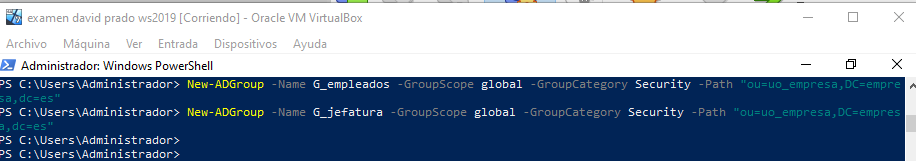 examen david prado ws2019 [Corriendo] - Oracle VM VirtualBox
Archivo Máquina Ver Entrada Dispositivos Ayuda
Administrador: Windows PowerShell
PS C:\Users\Administrador> New-ADGroup -Name G_empleados -GroupScope global -GroupCategory Security -Path "ou=uo_empresa,DC=empre
sa,dc=es"
PS C:\Users\Administrador> New-ADGroup -Name G_jefatura -GroupScope global -GroupCategory Security -Path "ou=uo_empresa,DC=empres
a,dc=es"
PS C:\Users\Administrador>
PS C:\Users\Administrador>